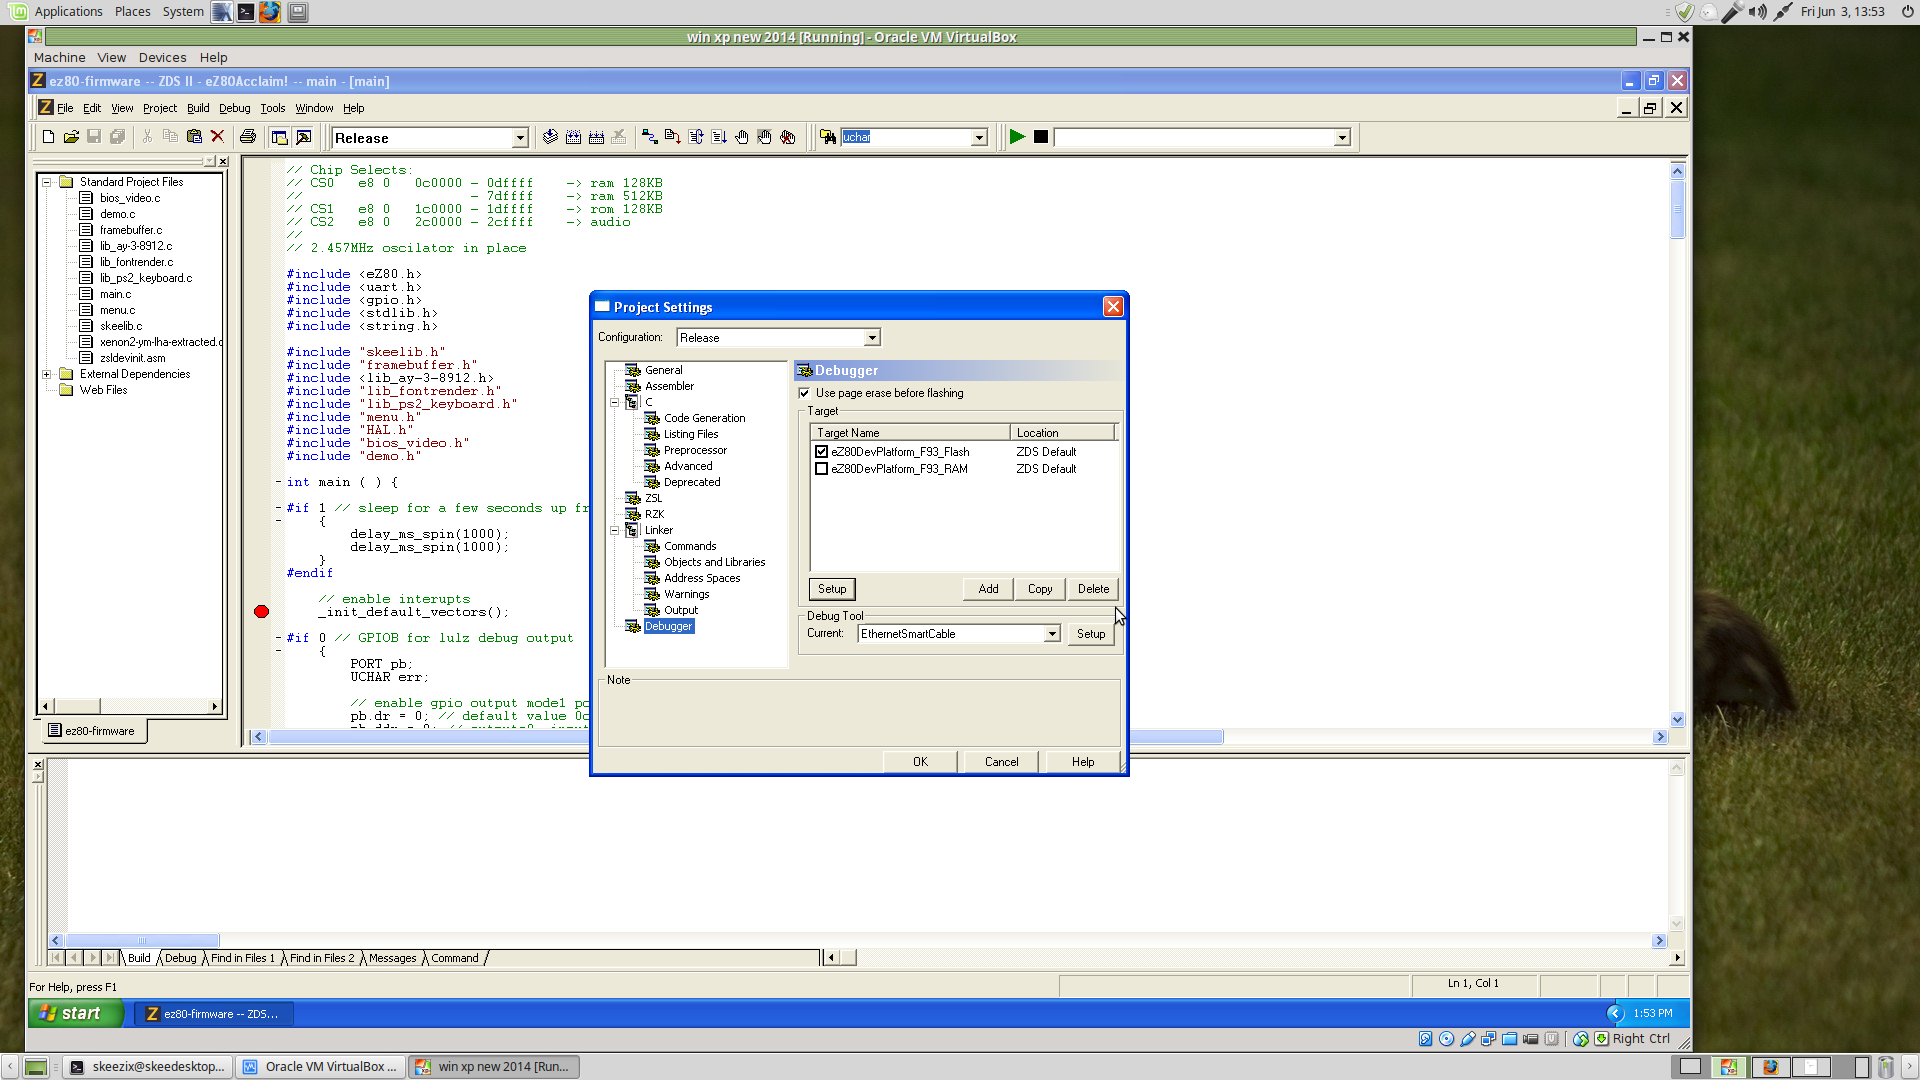 Applications Places System
Fri Jun 3, 13:53
win xp new 2014 [Running] - Oracle VM VirtualBox
Machine View Devices Help
ez80-firmware -- ZDS II - eZ80Acclaim! -- main - [main]
File Edit View Project Build Debug Tools Window Help
Release
uchar
Standard Project Files
bios_video.c
demo.c
framebuffer.c
lib_ay-3-8912.c
lib_fontrender.c
lib_ps2_keyboard.c
main.c
menu.c
skeelib.c
xenon2-ym-lha-extracted.c
zsldevinit.asm
External Dependencies
Web Files
ez80-firmware
// Chip Selects:
// CS0 e8 0 0c0000 - 0dffff -> ram 128KB
// - 7dffff -> ram 512KB
// CS1 e8 0 1c0000 - 1dffff -> rom 128KB
// CS2 e8 0 2c0000 - 2cffff -> audio
//
// 2.457MHz oscilator in place
#include <eZ80.h>
#include <uart.h>
#include <gpio.h>
#include <stdlib.h>
#include <string.h>
#include "skeelib.h"
#include "framebuffer.h"
#include <lib_ay-3-8912.h>
#include "lib_fontrender.h"
#include "lib_ps2_keyboard.h"
#include "menu.h"
#include "HAL.h"
#include "bios_video.h"
#include "demo.h"
int main ( ) {
#if 1 // sleep for a few seconds up fr
{
delay_ms_spin(1000);
delay_ms_spin(1000);
}
#endif
// enable interupts
_init_default_vectors();
#if 0 // GPIOB for lulz debug output
{
PORT pb;
UCHAR err;
// enable gpio output mode1 po
pb.dr = 0; // default value 0c
Project Settings
Configuration: Release
General
Assembler
C
Code Generation
Listing Files
Preprocessor
Advanced
Deprecated
ZSL
RZK
Linker
Commands
Objects and Libraries
Address Spaces
Warnings
Output
Debugger
Debugger
Use page erase before flashing
Target
Target Name Location
eZ80DevPlatform_F93_Flash ZDS Default
eZ80DevPlatform_F93_RAM ZDS Default
Setup Add Copy Delete
Debug Tool
Current: EthernetSmartCable Setup
Note
OK Cancel Help
Build Debug Find in Files 1 Find in Files 2 Messages Command
For Help, press F1
Ln 1, Col 1
start
ez80-firmware -- ZDS...
1:53 PM
Right Ctrl
skeezix@skeedesktop...
Oracle VM VirtualBox ...
win xp new 2014 [Run...